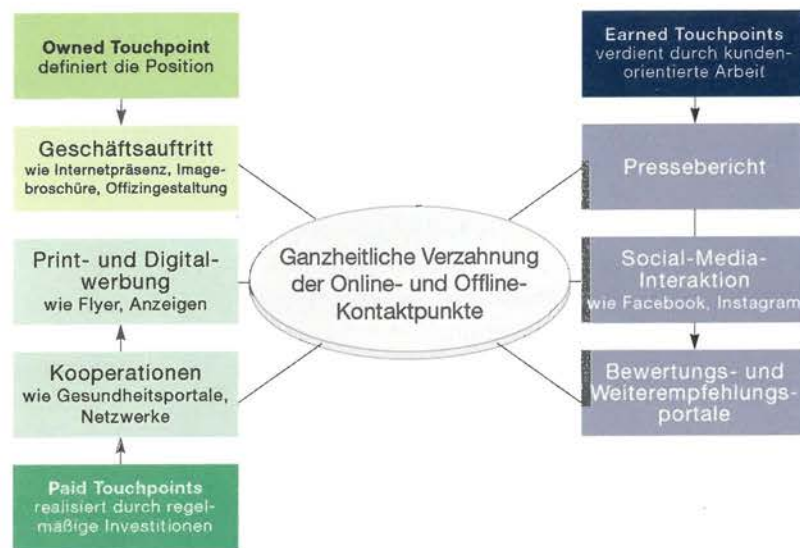 Owned Touchpoint
definiert die Position
Geschäftsauftritt
wie Internetpräsenz, Image-
broschüre, Offizingestaltung
Print- und Digital-
werbung
wie Flyer, Anzeigen
Kooperationen
wie Gesundheitsportale,
Netzwerke
Paid Touchpoints
realisiert durch regel-
mäßige Investitionen
Ganzheitliche Verzahnung
der Online- und Offline-
Kontaktpunkte
Earned Touchpoints
verdient durch kunden-
orientierte Arbeit
Pressebericht
Social-Media-
Interaktion
wie Facebook, Instagram
Bewertungs- und
Weiterempfehlungs-
portale